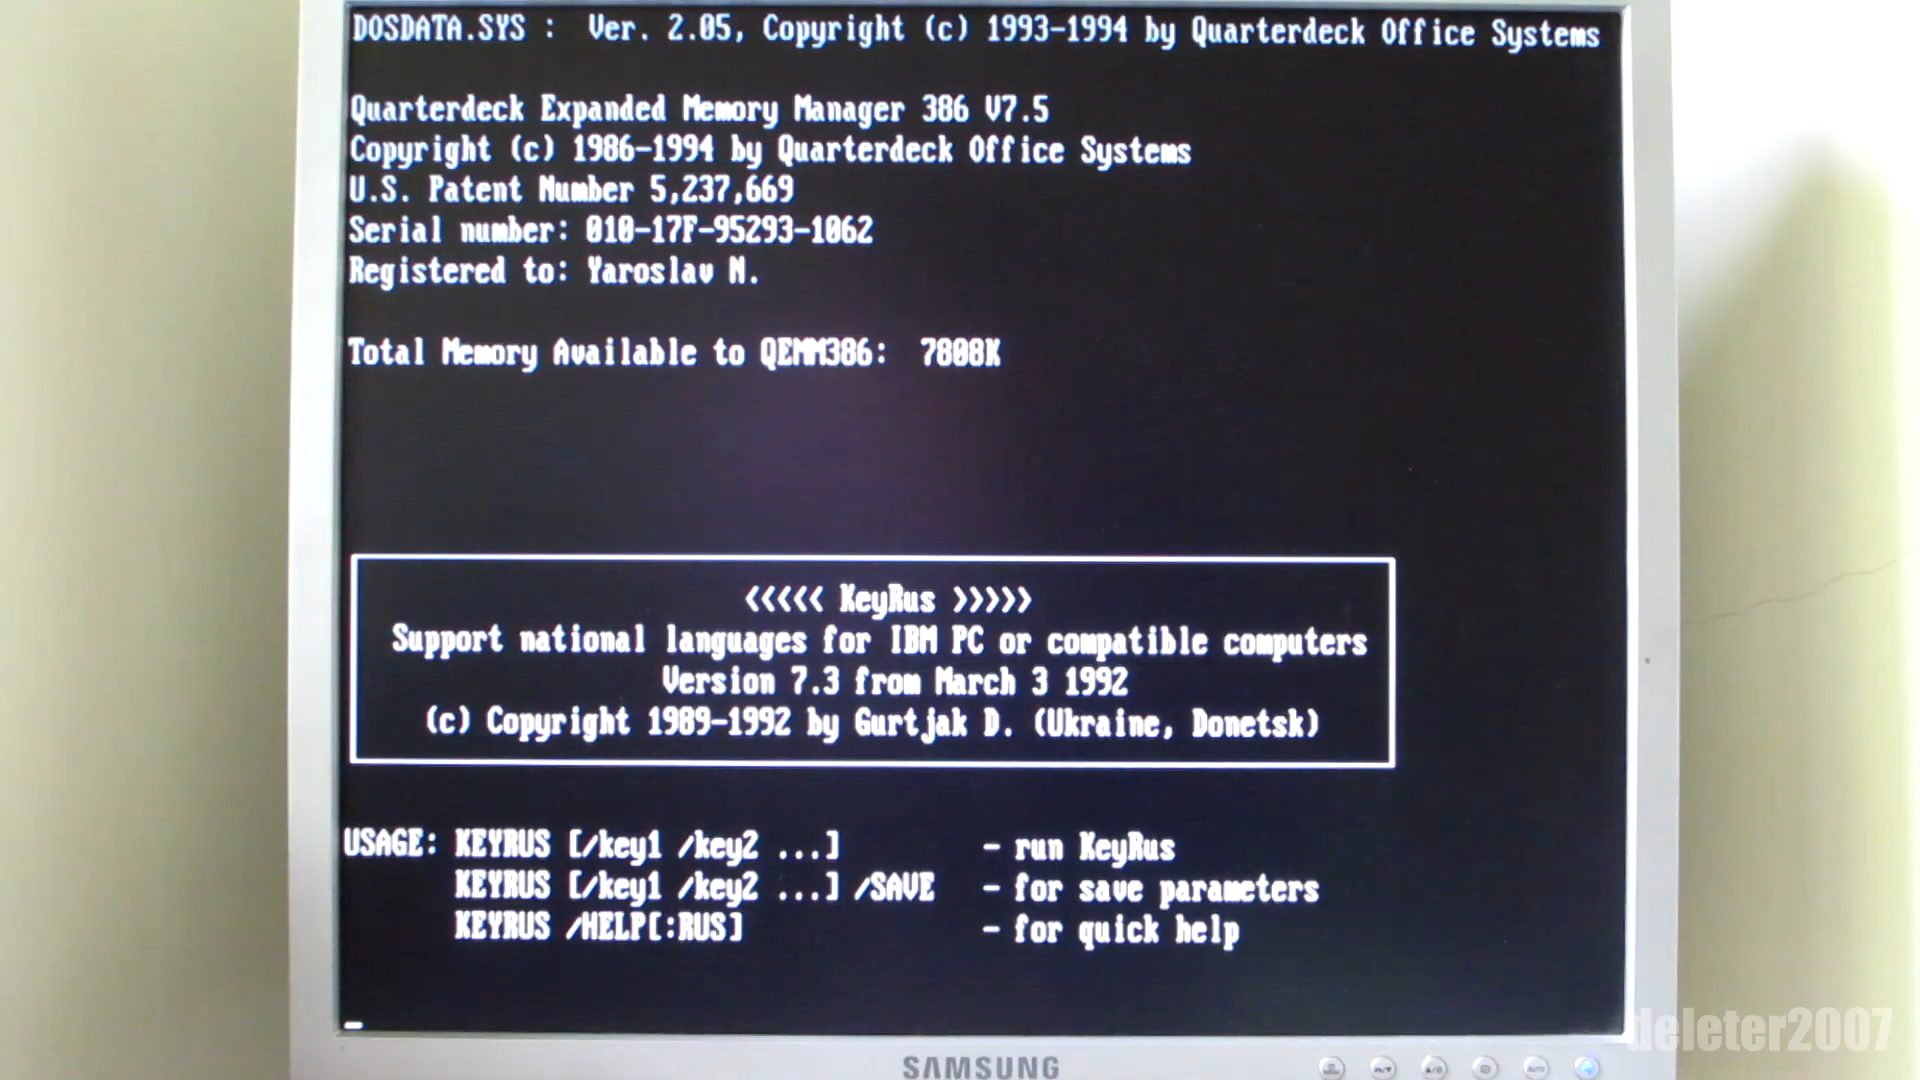 DOSDATA.SYS :  Ver. 2.05, Copyright (c) 1993-1994 by Quarterdeck Office Systems
Quarterdeck Expanded Memory Manager 386 V7.5
Copyright (c) 1986-1994 by Quarterdeck Office Systems
U.S. Patent Number 5,237,669
Serial number: 010-17F-95293-1062
Registered to: Yaroslav N.
Total Memory Available to QEMM386:  7808K
<<<<< KeyRus >>>>>
Support national languages for IBM PC or compatible computers
Version 7.3 from March 3 1992
(c) Copyright 1989-1992 by Gurtjak D. (Ukraine, Donetsk)
USAGE: KEYRUS [/key1 /key2 ...] - run KeyRus
KEYRUS [/key1 /key2 ...] /SAVE - for save parameters
KEYRUS /HELP[:RUS] - for quick help
deleter2007
SAMSUNG